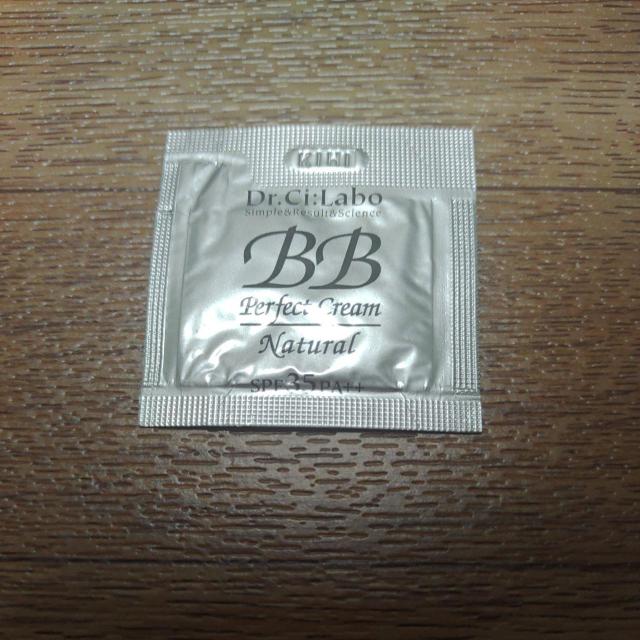 Dr.Ci:Labo
Simple&Result&Science
BB
Perfect Cream
Natural
SPF35PA++